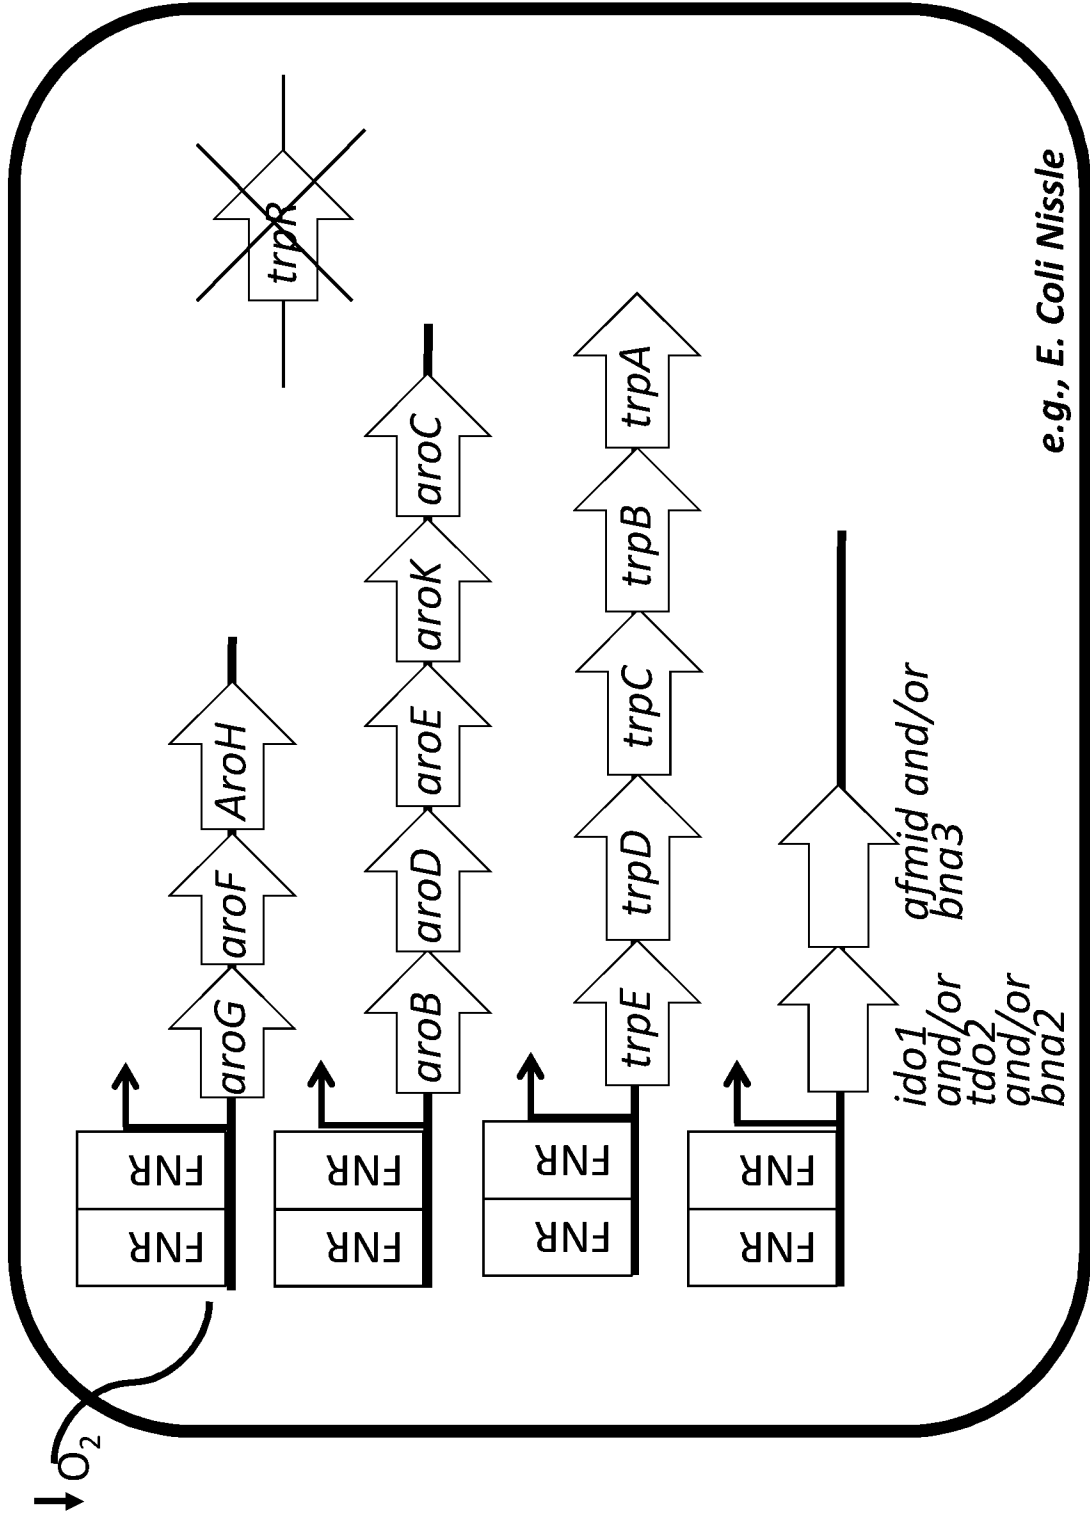 O₂
FNR FNR
aroG aroF AroH
trpR
FNR FNR
aroB aroD aroE aroK aroC
FNR FNR
trpE trpD trpC trpB trpA
FNR FNR
ido1
and/or
tdo2
and/or
bna2
afmid and/or
bna3
e.g., E. Coli Nissle